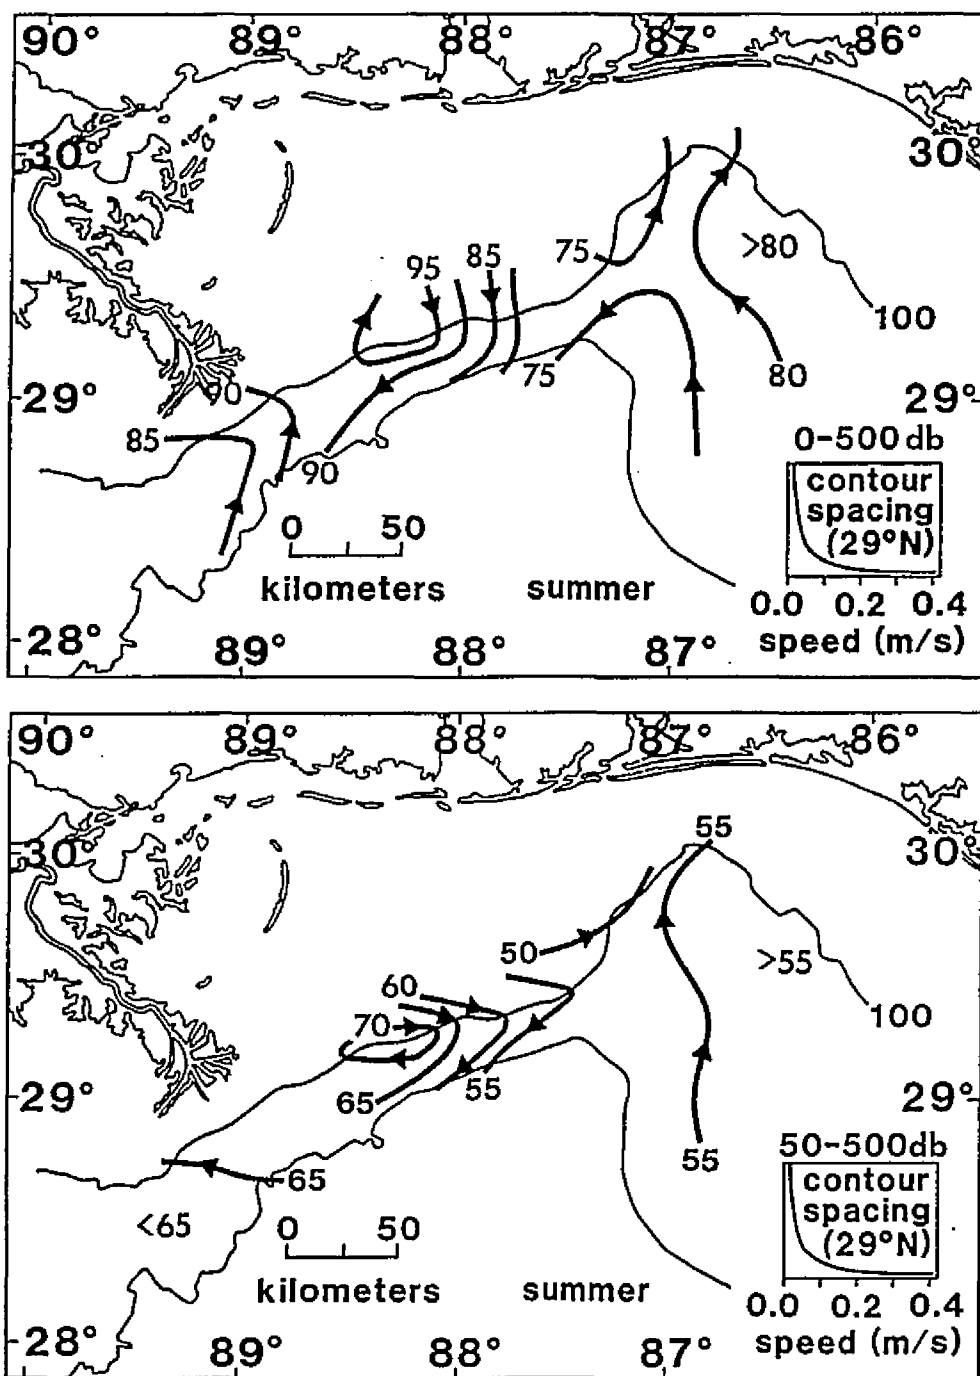 90° 89° 88° 87° 86°
30° 30°
95 85 75 >80
100
75 80
90 29° 29°
85 0-500 db
90 contour
0 50 spacing
(29°N)
kilometers summer
0.0 0.2 0.4
28° 89° 88° 87° speed (m/s)
90° 89° 88° 87° 86°
55
30° 30°
50 >55
60
70 100
65 55
29° 29°
55 50-500db
65 contour
<65 0 50 spacing
(29°N)
kilometers summer
0.0 0.2 0.4
28° 89° 88° 87° speed (m/s)